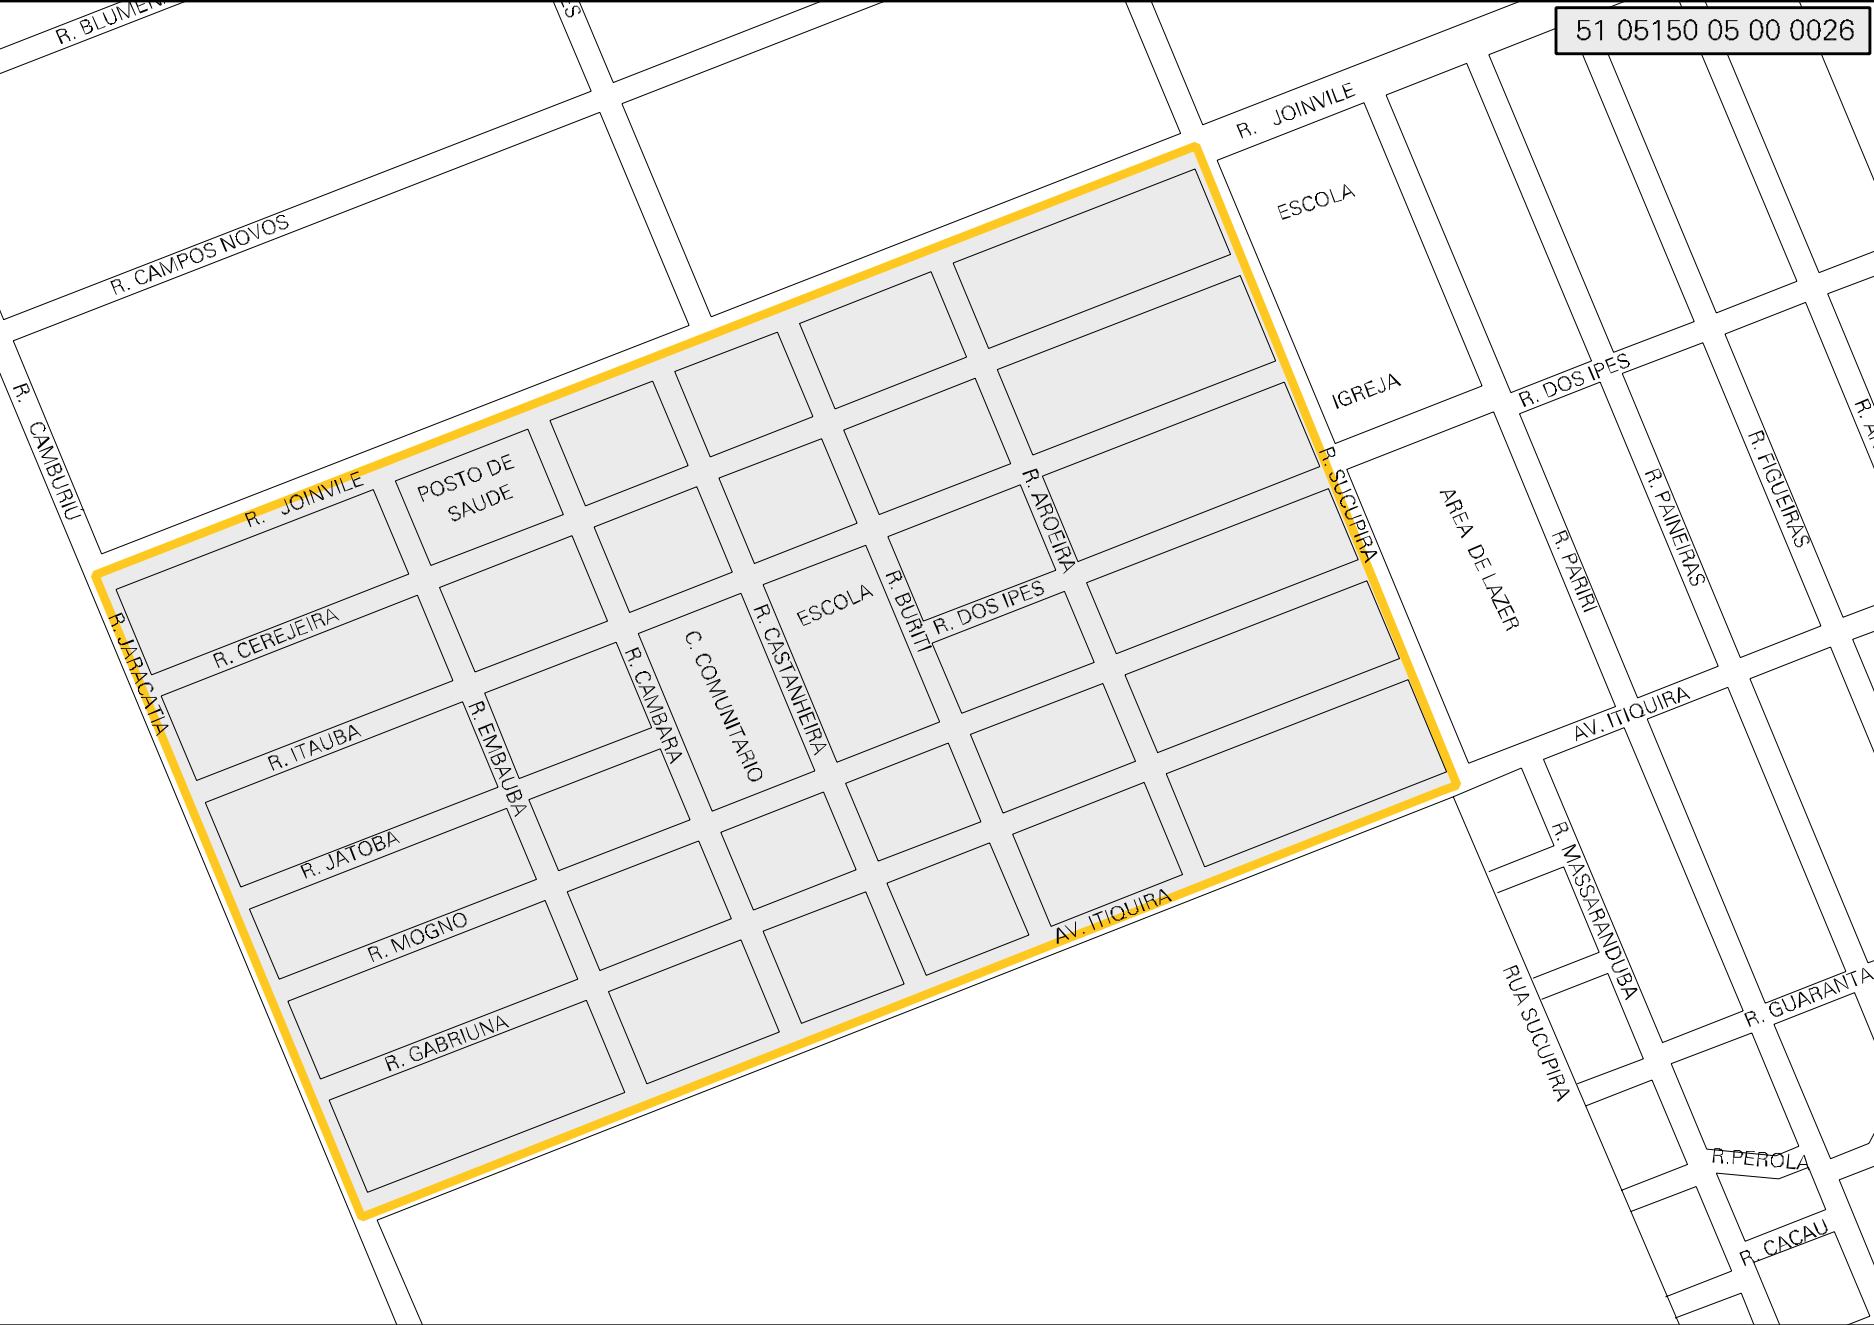 R. BLUMEN
ES
51 05150 05 00 0026
R. JOINVILE
ESCOLA
R. CAMPOS NOVOS
R. CAMBURIU
IGREJA
R. DOS IPES
R. JOINVILE
POSTO DE
SAUDE
R. AROEIRA
R. SUCUPIRA
AREA DE LAZER
R. PARIRI
R. PAINEIRAS
R. FIGUEIRAS
R. JARACATIA
R. CEREJEIRA
R. ITAUBA
R. EMBAUBA
R. CAMBARA
C. COMUNITARIO
R. CASTANHEIRA
ESCOLA
R. BURITI
R. DOS IPES
AV. ITIQUIRA
R. JATOBA
R. MOGNO
R. GABRIUNA
AV. ITIQUIRA
R. MASSARANDUBA
RUA SUCUPIRA
R. GUARANTA
R.PEROLA
R. CACAU